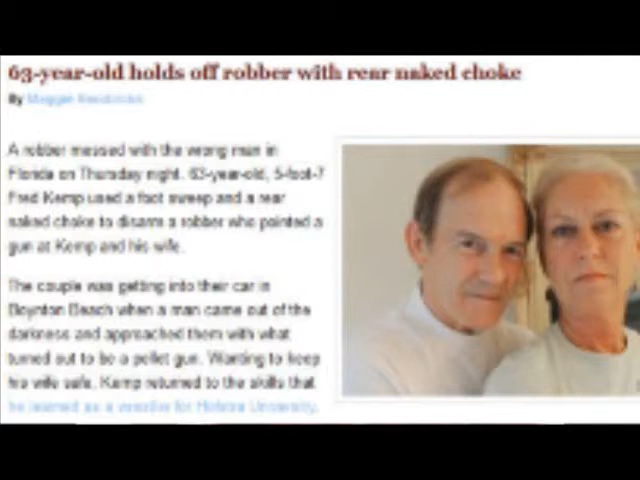 63-year-old holds off robber with rear naked choke
By Maggie Hendricks
A robber messed with the wrong man in
Florida on Thursday night. 63-year-old, 5-foot-7
Fred Kemp used a foot sweep and a rear
naked choke to disarm a robber who pointed a
gun at Kemp and his wife.
The couple was getting into their car in
Boynton Beach when a man came out of the
darkness and approached them with what
turned out to be a pellet gun. Wanting to keep
his wife safe, Kemp returned to the skills that
he learned as a wrestler for Hofstra University.